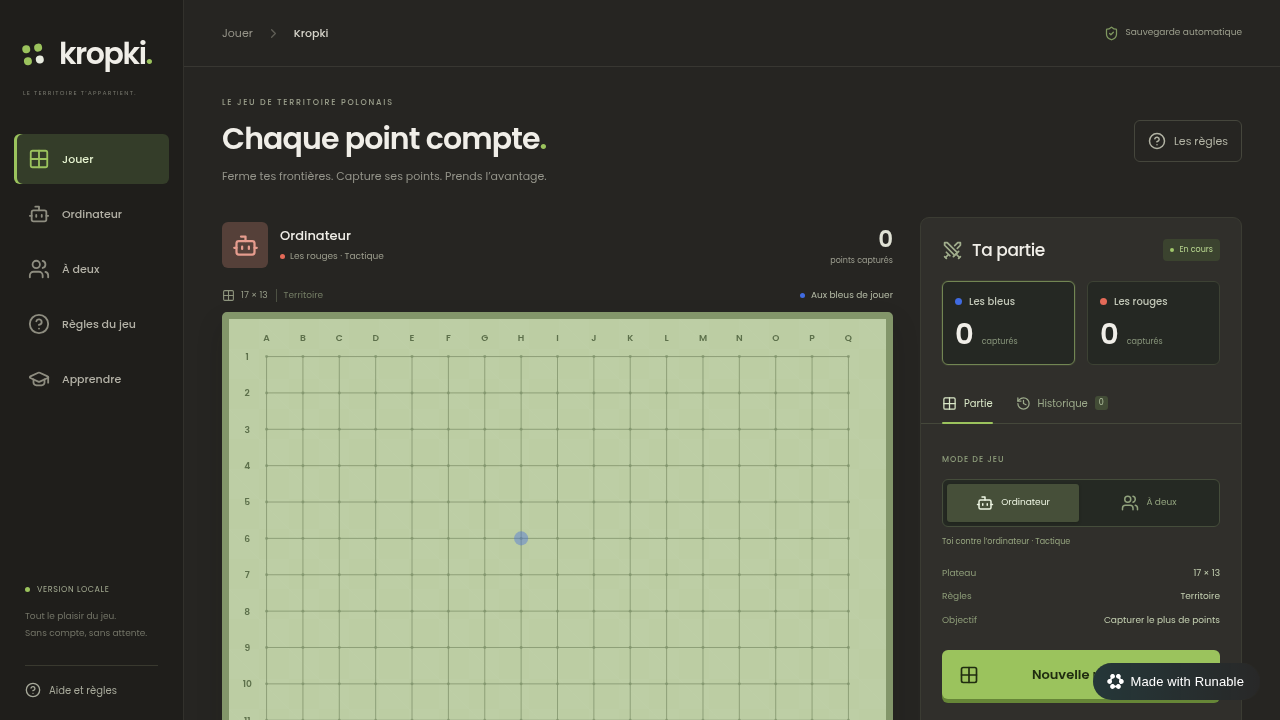 kropki.
LE TERRITOIRE T'APPARTIENT.
Jouer
Ordinateur
À deux
Règles du jeu
Apprendre
VERSION LOCALE
Tout le plaisir du jeu.
Sans compte, sans attente.
Aide et règles
Jouer > Kropki
Sauvegarde automatique
LE JEU DE TERRITOIRE POLONAIS
Chaque point compte.
Ferme tes frontières. Capture ses points. Prends l'avantage.
Les règles
Ordinateur
Les rouges · Tactique
0
points capturés
17 × 13 | Territoire
Aux bleus de jouer
A B C D E F G H I J K L M N O P Q
1
2
3
4
5
6
7
8
9
10
11
Ta partie
En cours
Les bleus
0 capturés
Les rouges
0 capturés
Partie
Historique 0
MODE DE JEU
Ordinateur
À deux
Toi contre l'ordinateur · Tactique
Plateau 17 × 13
Règles Territoire
Objectif Capturer le plus de points
Nouvelle
Made with Runable